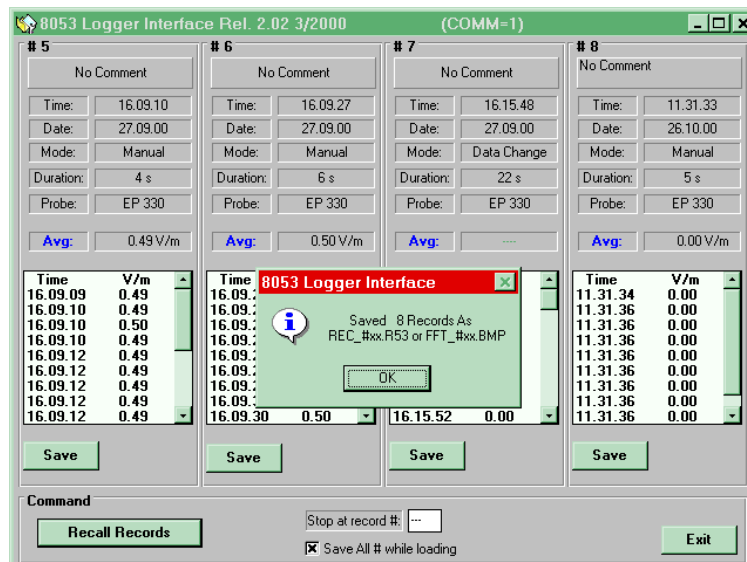 8053 Logger Interface Rel. 2.02 3/2000 (COMM=1)
# 5
No Comment
Time: 16.09.10
Date: 27.09.00
Mode: Manual
Duration: 4 s
Probe: EP 330
Avg: 0.49 V/m
Time V/m
16.09.09 0.49
16.09.10 0.49
16.09.10 0.50
16.09.10 0.49
16.09.12 0.49
16.09.12 0.49
16.09.12 0.49
16.09.12 0.49
16.09.12 0.49
Save
# 6
No Comment
Time: 16.09.27
Date: 27.09.00
Mode: Manual
Duration: 6 s
Probe: EP 330
Avg: 0.50 V/m
Time
16.09.30 0.50
Save
# 7
No Comment
Time: 16.15.48
Date: 27.09.00
Mode: Data Change
Duration: 22 s
Probe: EP 330
Avg: ----
16.15.52 0.00
Save
# 8
No Comment
Time: 11.31.33
Date: 26.10.00
Mode: Manual
Duration: 5 s
Probe: EP 330
Avg: 0.00 V/m
Time V/m
11.31.34 0.00
11.31.36 0.00
11.31.36 0.00
11.31.36 0.00
11.31.36 0.00
11.31.36 0.00
11.31.36 0.00
11.31.36 0.00
11.31.36 0.00
Save
8053 Logger Interface
Saved 8 Records As
REC_#xx.R53 or FFT_#xx.BMP
OK
Command
Recall Records
Stop at record #: ---
Save All # while loading
Exit